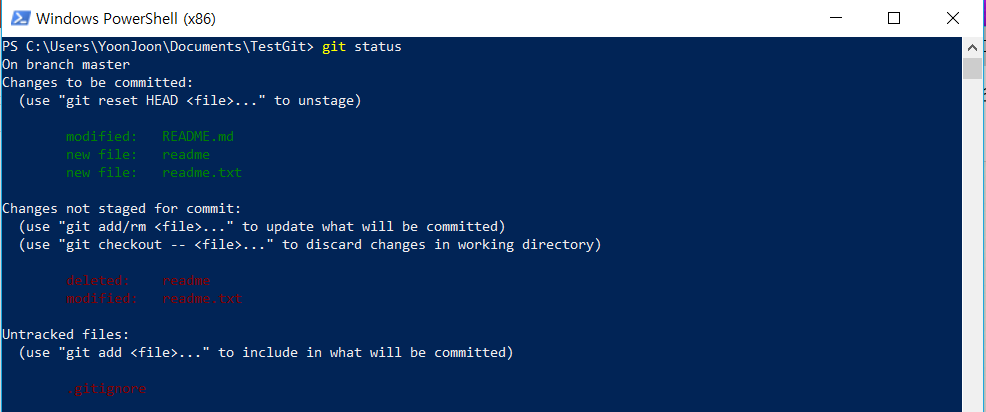 Windows PowerShell (x86)
PS C:\Users\YoonJoon\Documents\TestGit> git status
On branch master
Changes to be committed:
  (use "git reset HEAD <file>..." to unstage)
        modified:   README.md
        new file:   readme
        new file:   readme.txt
Changes not staged for commit:
  (use "git add/rm <file>..." to update what will be committed)
  (use "git checkout -- <file>..." to discard changes in working directory)
        deleted:    readme
        modified:   readme.txt
Untracked files:
  (use "git add <file>..." to include in what will be committed)
        .gitignore